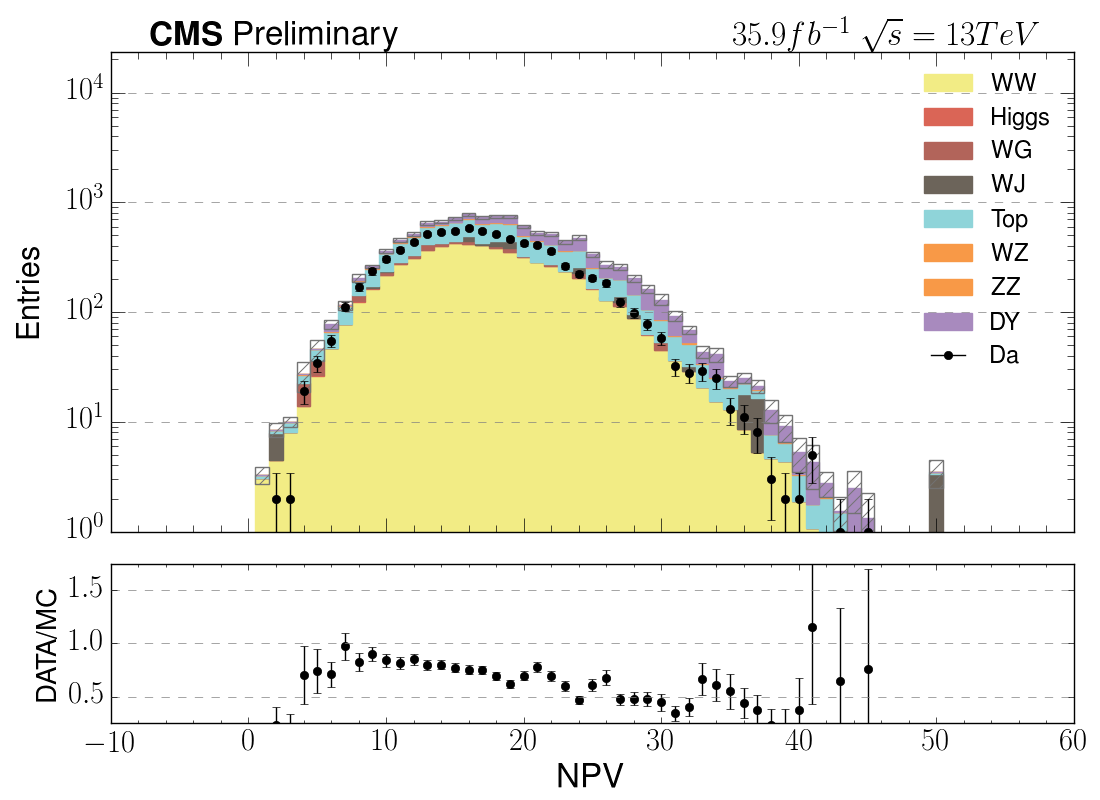 CMS Preliminary 35.9fb⁻¹ √s = 13TeV
Entries
10⁴
10³
10²
10¹
10⁰
WW
Higgs
WG
WJ
Top
WZ
ZZ
DY
Da
DATA/MC
1.5
1.0
0.5
−10 0 10 20 30 40 50 60
NPV